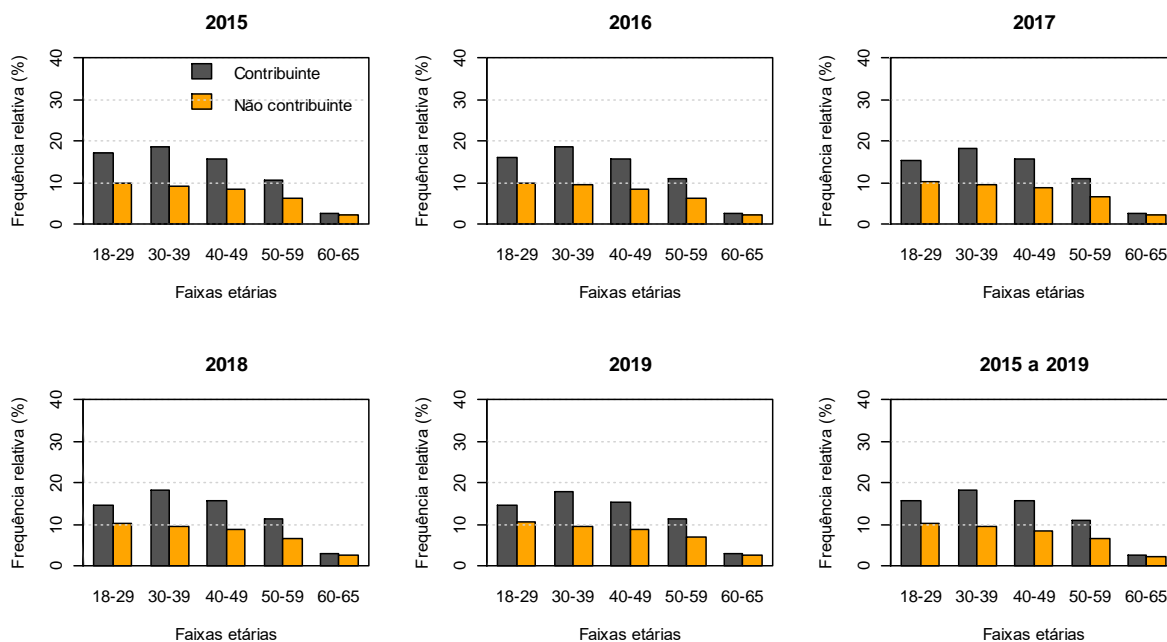 2015
Frequência relativa (%)
0 10 20 30 40
Contribuinte
Não contribuinte
18-29 30-39 40-49 50-59 60-65
Faixas etárias
2016
Frequência relativa (%)
0 10 20 30 40
18-29 30-39 40-49 50-59 60-65
Faixas etárias
2017
Frequência relativa (%)
0 10 20 30 40
18-29 30-39 40-49 50-59 60-65
Faixas etárias
2018
Frequência relativa (%)
0 10 20 30 40
18-29 30-39 40-49 50-59 60-65
Faixas etárias
2019
Frequência relativa (%)
0 10 20 30 40
18-29 30-39 40-49 50-59 60-65
Faixas etárias
2015 a 2019
Frequência relativa (%)
0 10 20 30 40
18-29 30-39 40-49 50-59 60-65
Faixas etárias